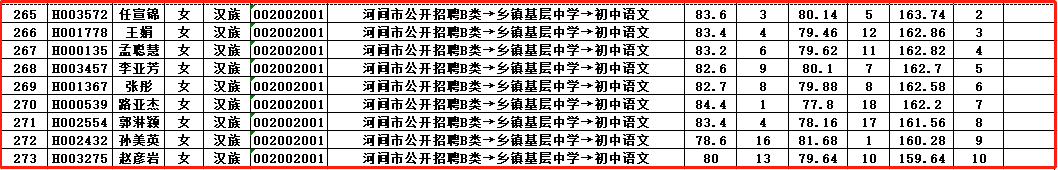 265 H003572 任宣锦 女 汉族 002002001 河间市公开招聘B类→乡镇基层中学→初中语文 83.6 3 80.14 5 163.74 2
266 H001778 王娟 女 汉族 002002001 河间市公开招聘B类→乡镇基层中学→初中语文 83.4 4 79.46 12 162.86 3
267 H000135 孟聪慧 女 汉族 002002001 河间市公开招聘B类→乡镇基层中学→初中语文 83.2 6 79.62 11 162.82 4
268 H003457 李亚芳 女 汉族 002002001 河间市公开招聘B类→乡镇基层中学→初中语文 82.6 9 80.1 7 162.7 5
269 H001367 张彤 女 汉族 002002001 河间市公开招聘B类→乡镇基层中学→初中语文 82.7 8 79.88 8 162.58 6
270 H000539 路亚杰 女 汉族 002002001 河间市公开招聘B类→乡镇基层中学→初中语文 84.4 1 77.8 18 162.2 7
271 H002554 郭琳颖 女 汉族 002002001 河间市公开招聘B类→乡镇基层中学→初中语文 83.4 4 78.16 17 161.56 8
272 H002432 孙美英 女 汉族 002002001 河间市公开招聘B类→乡镇基层中学→初中语文 78.6 16 81.68 1 160.28 9
273 H003275 赵彦岩 女 汉族 002002001 河间市公开招聘B类→乡镇基层中学→初中语文 80 13 79.64 10 159.64 10